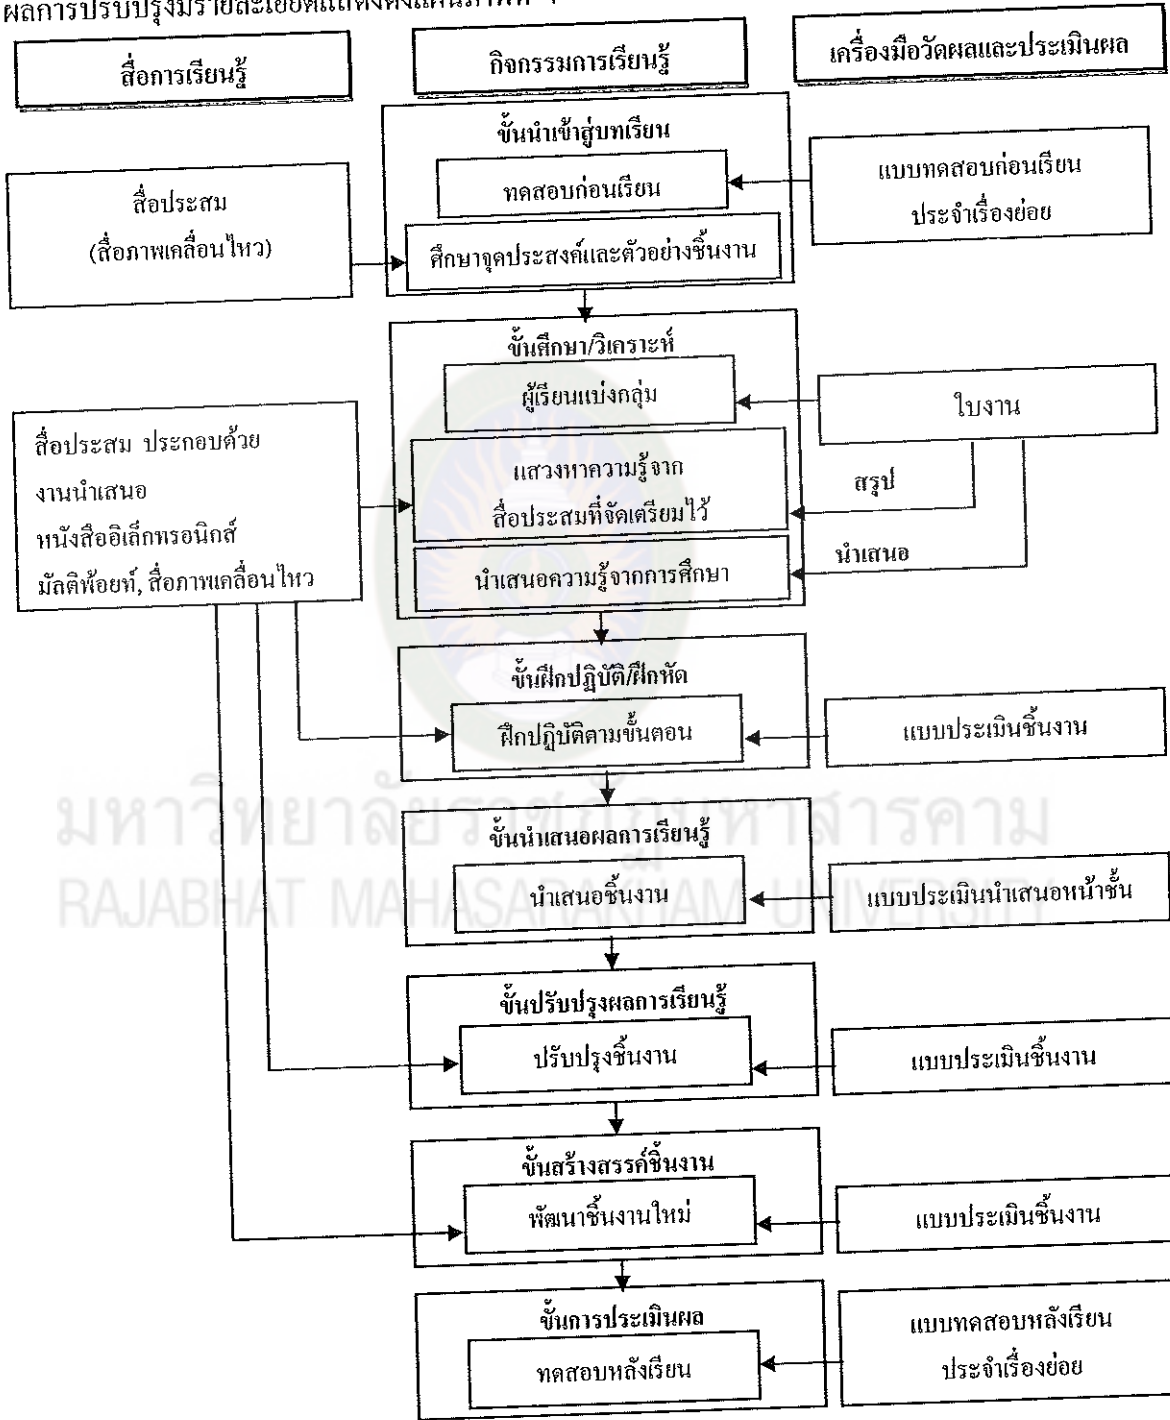 ผลการปรับปรุงมีรายละเอียดแสดงดังแผนภาพที่
สื่อการเรียนรู้
กิจกรรมการเรียนรู้
เครื่องมือวัดผลและประเมินผล
ขั้นนำเข้าสู่บทเรียน
ทดสอบก่อนเรียน
แบบทดสอบก่อนเรียน
ประจำเรื่องย่อย
สื่อประสม
(สื่อภาพเคลื่อนไหว)
ศึกษาจุดประสงค์และตัวอย่างชิ้นงาน
ขั้นศึกษา/วิเคราะห์
ผู้เรียนแบ่งกลุ่ม
ใบงาน
สื่อประสม ประกอบด้วย
งานนำเสนอ
หนังสืออิเล็กทรอนิกส์
มัลติพ้อยท์, สื่อภาพเคลื่อนไหว
แสวงหาความรู้จาก
สื่อประสมที่จัดเตรียมไว้
สรุป
นำเสนอความรู้จากการศึกษา
นำเสนอ
ขั้นฝึกปฏิบัติ/ฝึกหัด
ฝึกปฏิบัติตามขั้นตอน
แบบประเมินชิ้นงาน
มหาวิทยาลัยราชภัฏมหาสารคาม
RAJABHAT MAHASARAKHAM UNIVERSITY
ขั้นนำเสนอผลการเรียนรู้
นำเสนอชิ้นงาน
แบบประเมินนำเสนอหน้าชั้น
ขั้นปรับปรุงผลการเรียนรู้
ปรับปรุงชิ้นงาน
แบบประเมินชิ้นงาน
ขั้นสร้างสรรค์ชิ้นงาน
พัฒนาชิ้นงานใหม่
แบบประเมินชิ้นงาน
ขั้นการประเมินผล
ทดสอบหลังเรียน
แบบทดสอบหลังเรียน
ประจำเรื่องย่อย